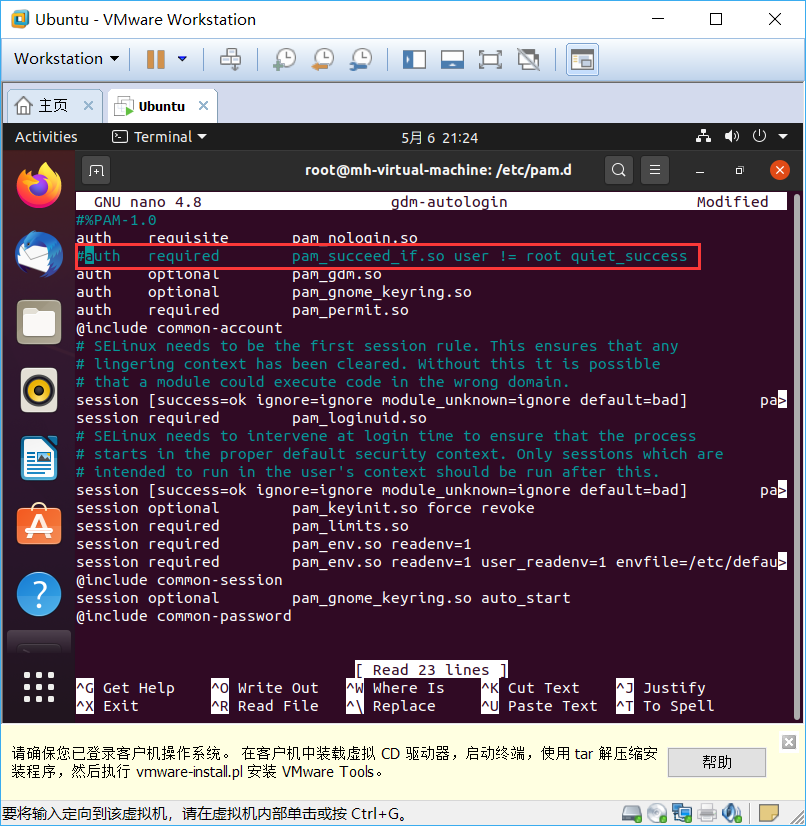 Ubuntu - VMware Workstation
Workstation
主页
Ubuntu
Activities
Terminal
5月 6 21:24
root@mh-virtual-machine: /etc/pam.d
GNU nano 4.8 gdm-autologin Modified
#%PAM-1.0
auth requisite pam_nologin.so
#auth required pam_succeed_if.so user != root quiet_success
auth optional pam_gdm.so
auth optional pam_gnome_keyring.so
auth required pam_permit.so
@include common-account
# SELinux needs to be the first session rule. This ensures that any
# lingering context has been cleared. Without this it is possible
# that a module could execute code in the wrong domain.
session [success=ok ignore=ignore module_unknown=ignore default=bad] pa>
session required pam_loginuid.so
# SELinux needs to intervene at login time to ensure that the process
# starts in the proper default security context. Only sessions which are
# intended to run in the user's context should be run after this.
session [success=ok ignore=ignore module_unknown=ignore default=bad] pa>
session optional pam_keyinit.so force revoke
session required pam_limits.so
session required pam_env.so readenv=1
session required pam_env.so readenv=1 user_readenv=1 envfile=/etc/defau>
@include common-session
session optional pam_gnome_keyring.so auto_start
@include common-password
[ Read 23 lines ]
^G Get Help ^O Write Out ^W Where Is ^K Cut Text ^J Justify
^X Exit ^R Read File ^\ Replace ^U Paste Text ^T To Spell
请确保您已登录客户机操作系统。在客户机中装载虚拟 CD 驱动器，启动终端，使用 tar 解压缩安
装程序，然后执行 vmware-install.pl 安装 VMware Tools。
帮助
要将输入定向到该虚拟机，请在虚拟机内部单击或按 Ctrl+G。